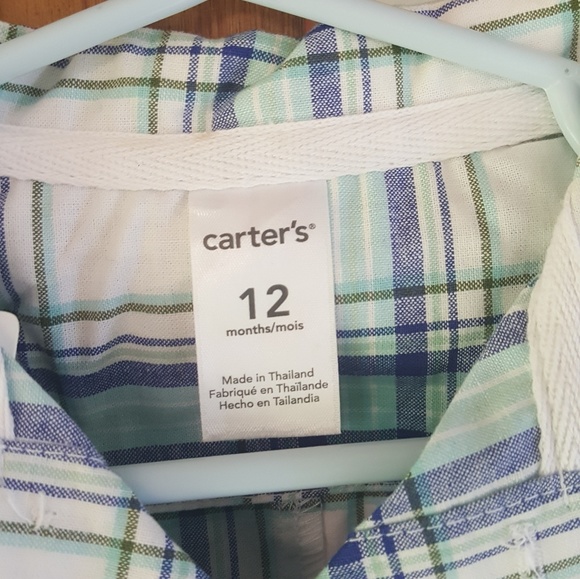 carter's®
12
months/mois
Made in Thailand
Fabriqué en Thaïlande
Hecho en Tailandia